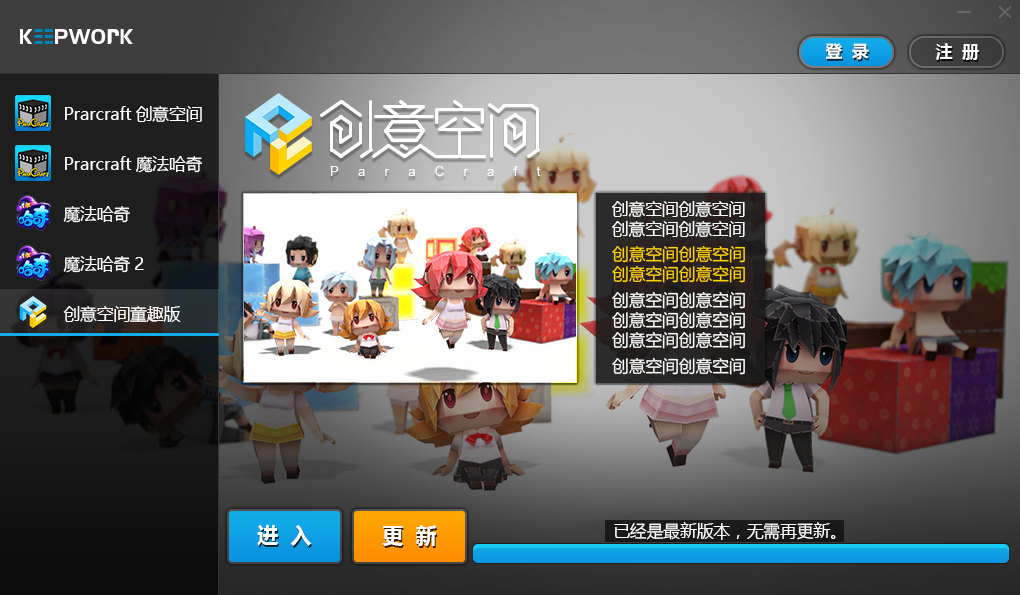 KEEPWORK
登录
注册
Prarcraft 创意空间
Prarcraft 魔法哈奇
魔法哈奇
魔法哈奇 2
创意空间童趣版
创意空间
ParaCraft
创意空间创意空间
创意空间创意空间
创意空间创意空间
创意空间创意空间
创意空间创意空间
创意空间创意空间
创意空间创意空间
创意空间创意空间
进入
更新
已经是最新版本，无需再更新。